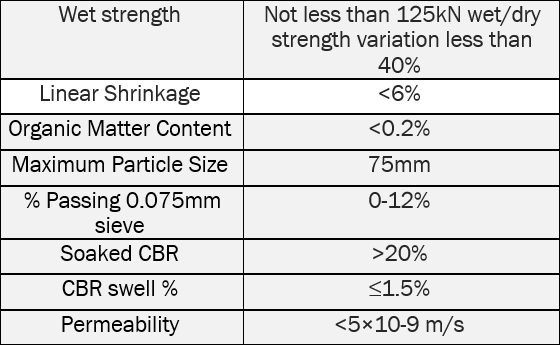 Wet strength
Not less than 125kN wet/dry
strength variation less than
40%
Linear Shrinkage
<6%
Organic Matter Content
<0.2%
Maximum Particle Size
75mm
% Passing 0.075mm
sieve
0-12%
Soaked CBR
>20%
CBR swell %
≤1.5%
Permeability
<5×10-9 m/s